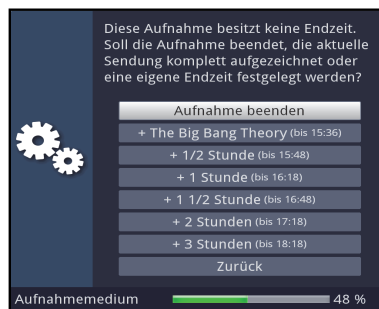 Diese Aufnahme besitzt keine Endzeit.
Soll die Aufnahme beendet, die aktuelle
Sendung komplett aufgezeichnet oder
eine eigene Endzeit festgelegt werden?
Aufnahme beenden
+ The Big Bang Theory (bis 15:36)
+ 1/2 Stunde (bis 15:48)
+ 1 Stunde (bis 16:18)
+ 1 1/2 Stunde (bis 16:48)
+ 2 Stunden (bis 17:18)
+ 3 Stunden (bis 18:18)
Zurück
Aufnahmemedium 48 %